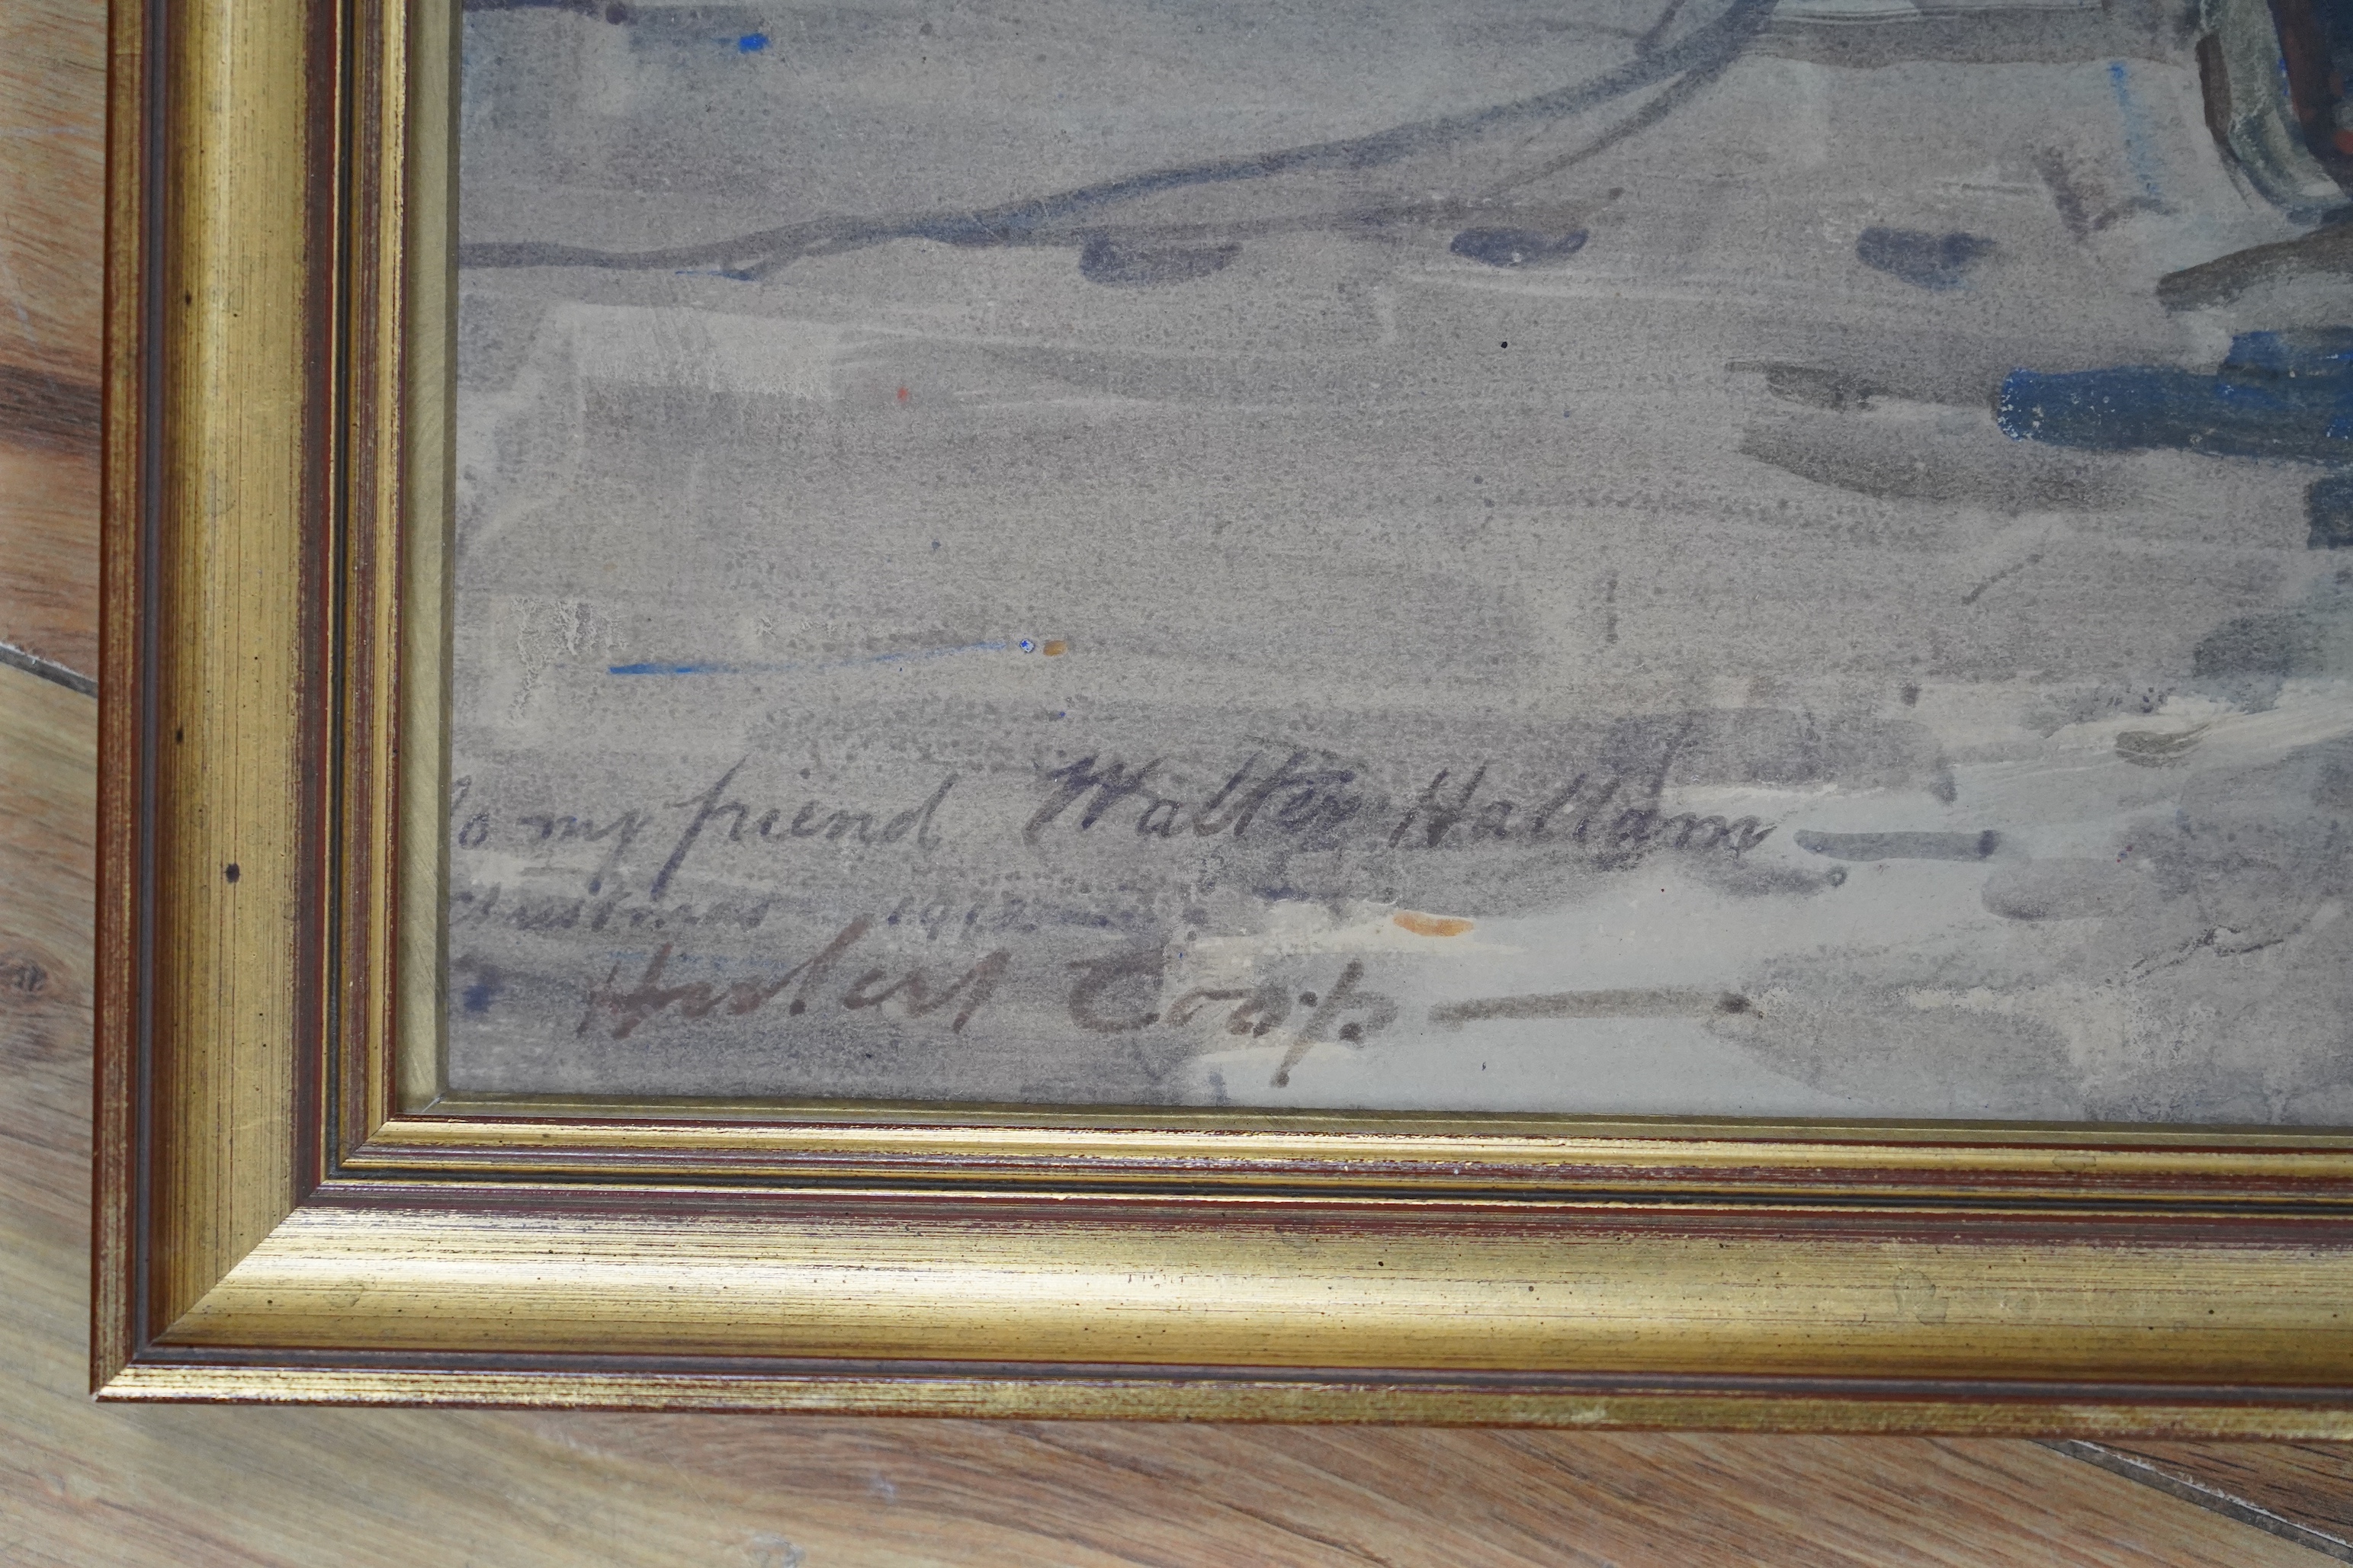 To my friend Walter Hallam
Christmas 1912
Hubert Coop